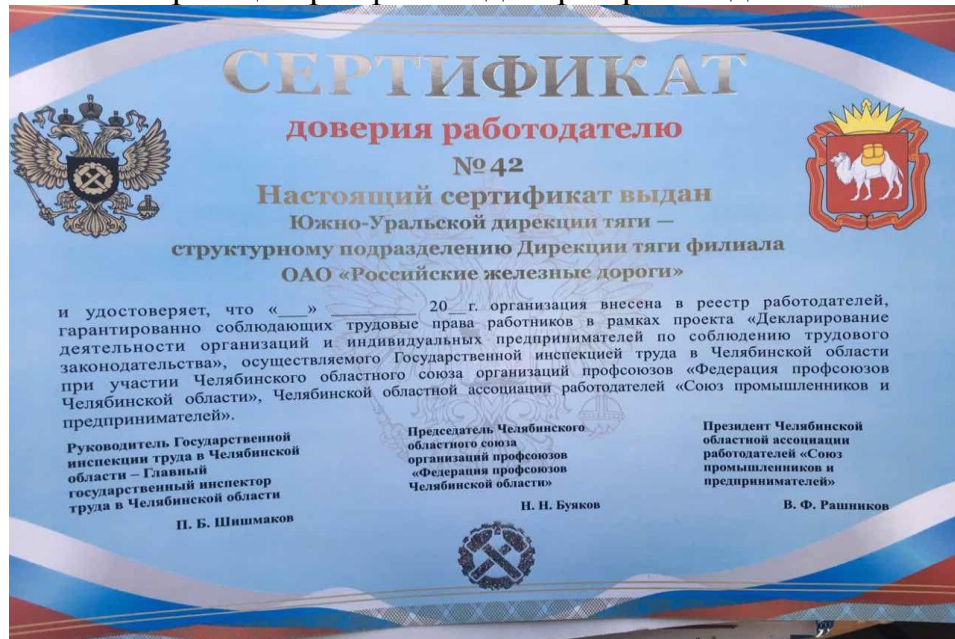 СЕРТИФИКАТ
доверия работодателю
№ 42
Настоящий сертификат выдан
Южно-Уральской дирекции тяги —
структурному подразделению Дирекции тяги филиала
ОАО «Российские железные дороги»
и удостоверяет, что «___» ________ 20__г. организация внесена в реестр работодателей,
гарантированно соблюдающих трудовые права работников в рамках проекта «Декларирование
деятельности организаций и индивидуальных предпринимателей по соблюдению трудового
законодательства», осуществляемого Государственной инспекцией труда в Челябинской области
при участии Челябинского областного союза организаций профсоюзов «Федерация профсоюзов
Челябинской области», Челябинской областной ассоциации работодателей «Союз промышленников и
предпринимателей».
Руководитель Государственной
инспекции труда в Челябинской
области – Главный
государственный инспектор
труда в Челябинской области
П. Б. Шишмаков
Председатель Челябинского
областного союза
организаций профсоюзов
«Федерация профсоюзов
Челябинской области»
Н. Н. Буяков
Президент Челябинской
областной ассоциации
работодателей «Союз
промышленников и
предпринимателей»
В. Ф. Рашников